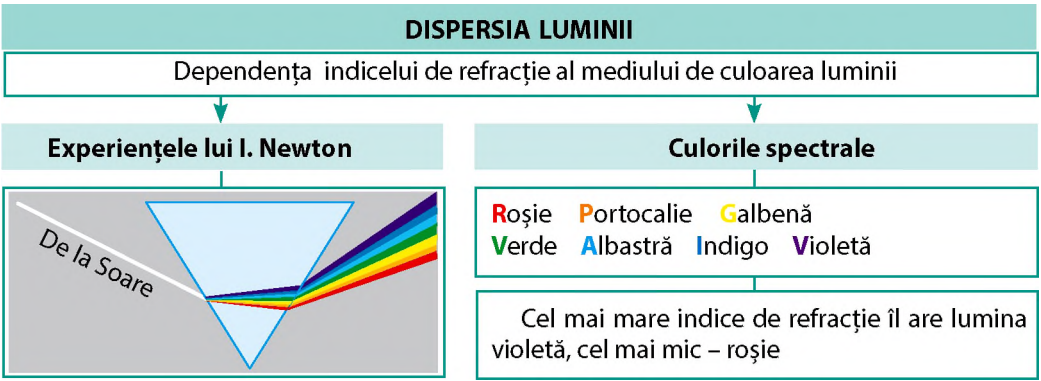 DISPERSIA LUMINII
Dependența indicelui de refracție al mediului de culoarea luminii
Experiențele lui I. Newton
De la Soare
Culorile spectrale
Roșie Portocalie Galbenă
Verde Albastră Indigo Violetă
Cel mai mare indice de refracție îl are lumina
violetă, cel mai mic – roșie